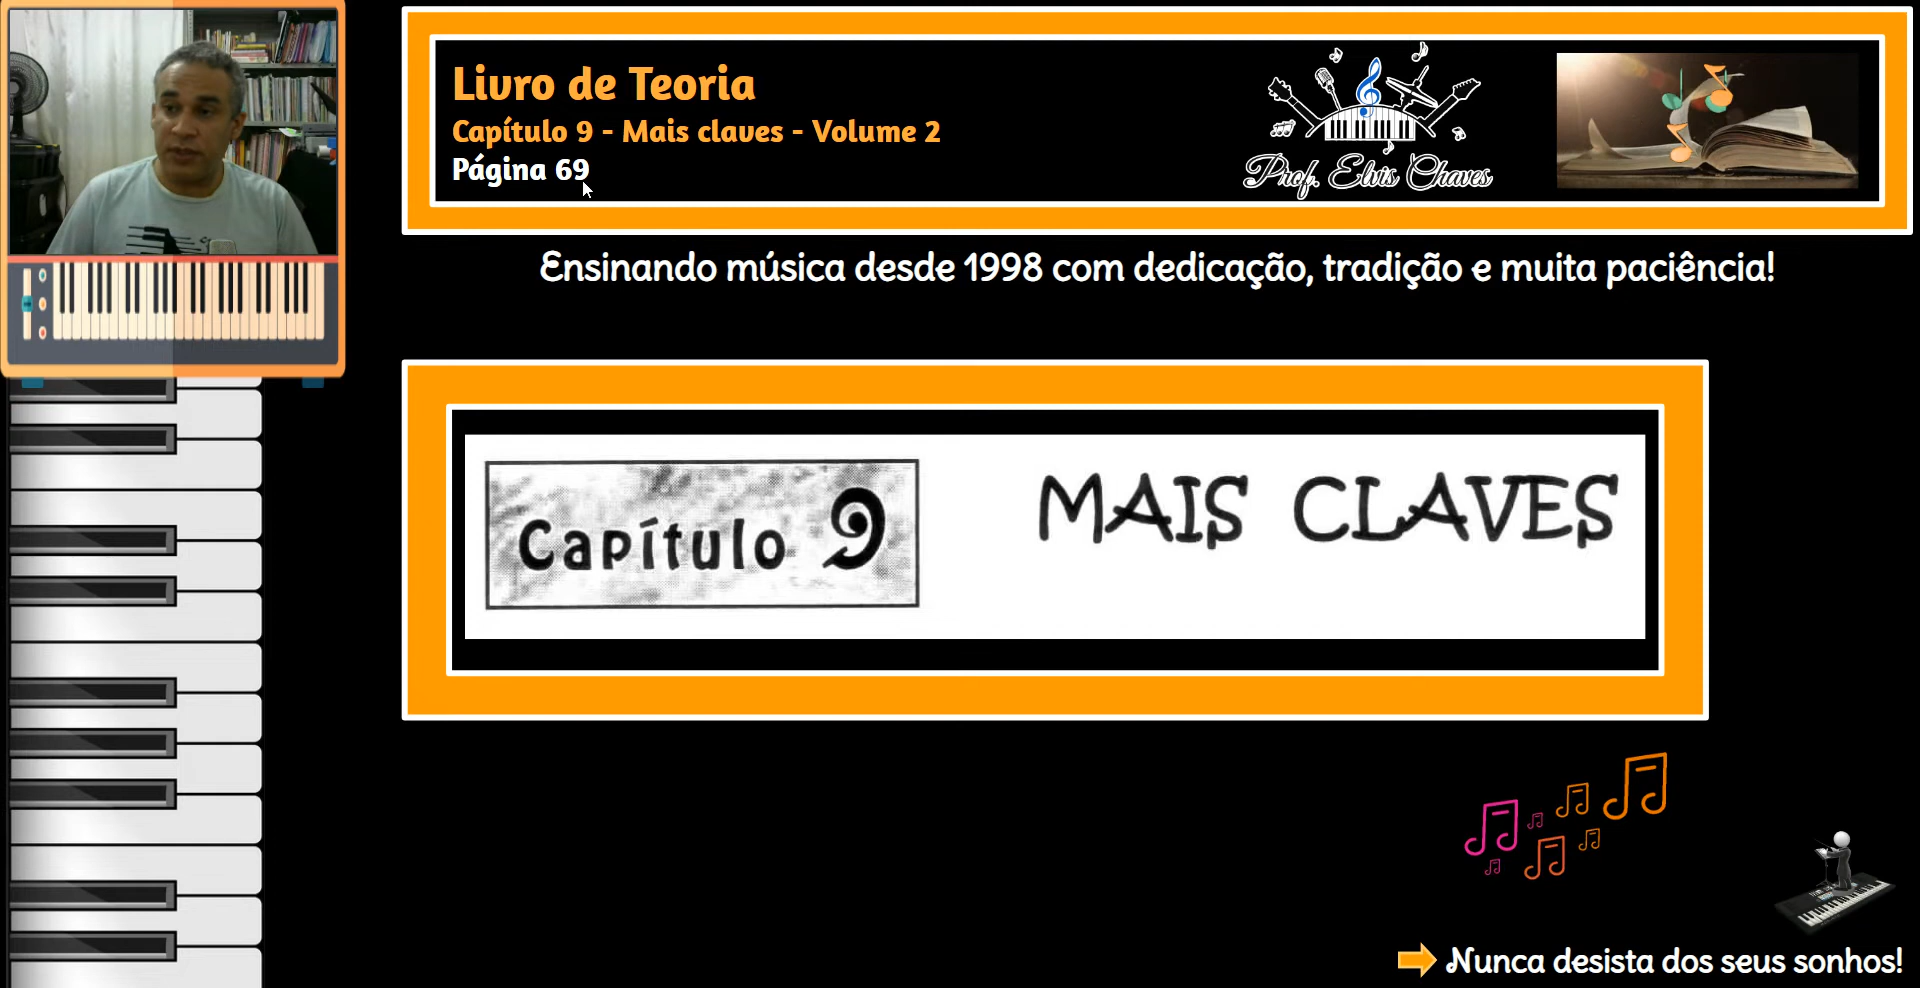 Livro de Teoria
Capítulo 9 - Mais claves - Volume 2
Página 69
Prof. Elvis Chaves
Ensinando música desde 1998 com dedicação, tradição e muita paciência!
Capítulo 9
MAIS CLAVES
Nunca desista dos seus sonhos!